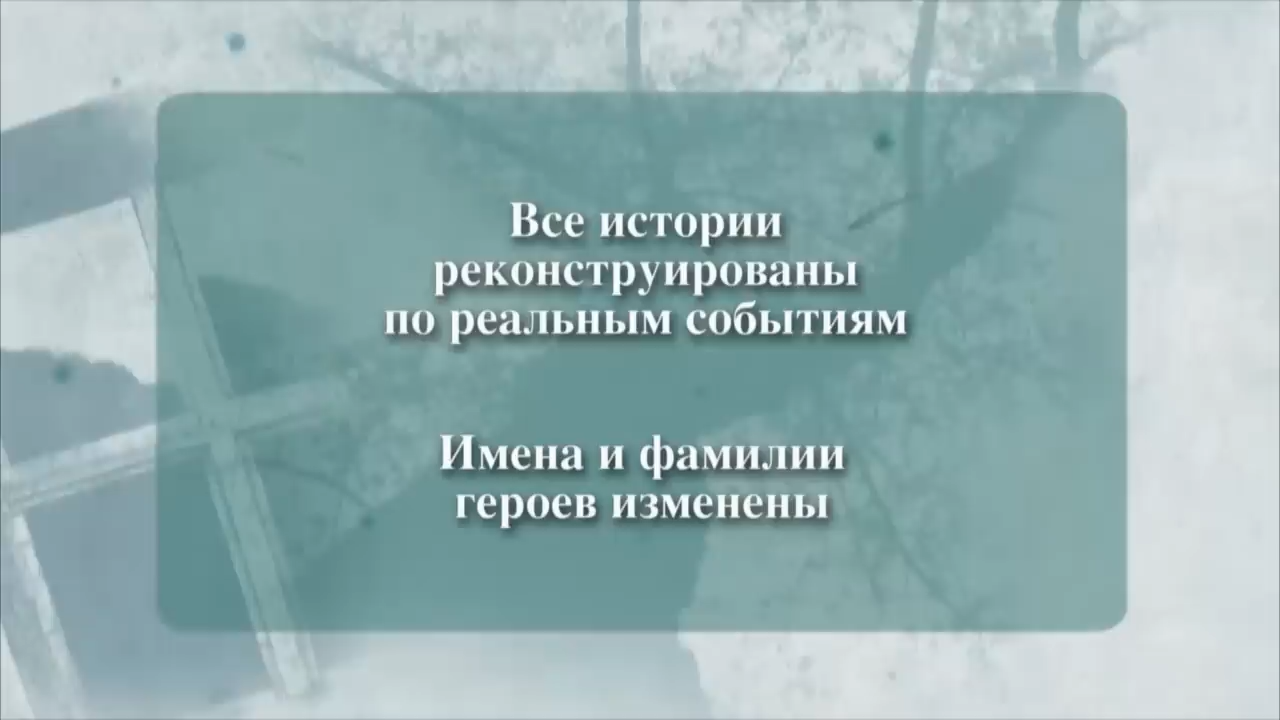 Все истории
реконструированы
по реальным событиям
Имена и фамилии
героев изменены